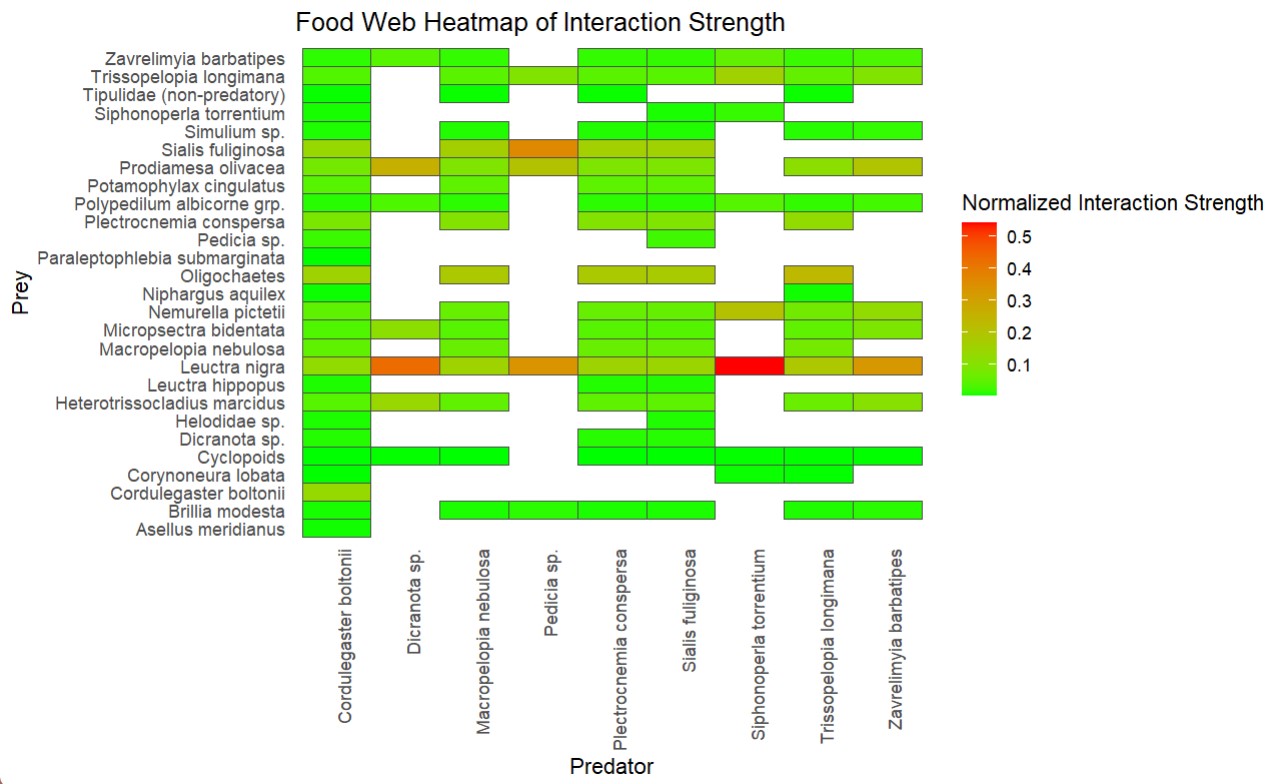 Food Web Heatmap of Interaction Strength
Prey
Zavrelimyia barbatipes
Trissopelopia longimana
Tipulidae (non-predatory)
Siphonoperla torrentium
Simulium sp.
Sialis fuliginosa
Prodiamesa olivacea
Potamophylax cingulatus
Polypedilum albicorne grp.
Plectrocnemia conspersa
Pedicia sp.
Paraleptophlebia submarginata
Oligochaetes
Niphargus aquilex
Nemurella pictetii
Micropsectra bidentata
Macropelopia nebulosa
Leuctra nigra
Leuctra hippopus
Heterotrissocladius marcidus
Helodidae sp.
Dicranota sp.
Cyclopoids
Corynoneura lobata
Cordulegaster boltonii
Brillia modesta
Asellus meridianus
Cordulegaster boltonii
Dicranota sp.
Macropelopia nebulosa
Pedicia sp.
Plectrocnemia conspersa
Sialis fuliginosa
Siphonoperla torrentium
Trissopelopia longimana
Zavrelimyia barbatipes
Predator
Normalized Interaction Strength
0.5
0.4
0.3
0.2
0.1